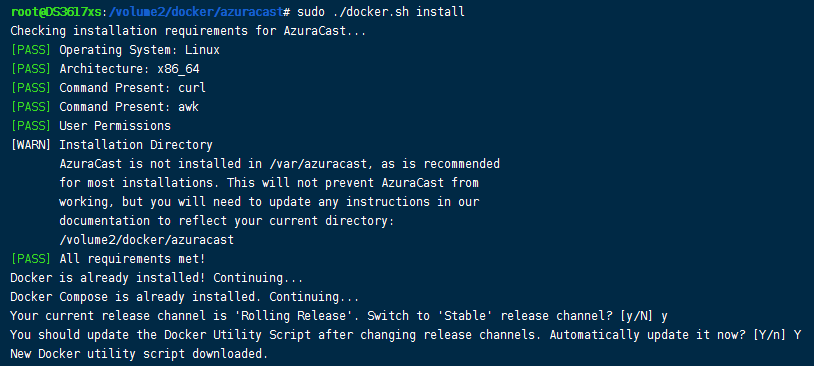 root@DS3617xs:/volume2/docker/azuracast# sudo ./docker.sh install
Checking installation requirements for AzuraCast...
[PASS] Operating System: Linux
[PASS] Architecture: x86_64
[PASS] Command Present: curl
[PASS] Command Present: awk
[PASS] User Permissions
[WARN] Installation Directory
AzuraCast is not installed in /var/azuracast, as is recommended
for most installations. This will not prevent AzuraCast from
working, but you will need to update any instructions in our
documentation to reflect your current directory:
/volume2/docker/azuracast
[PASS] All requirements met!
Docker is already installed! Continuing...
Docker Compose is already installed. Continuing...
Your current release channel is 'Rolling Release'. Switch to 'Stable' release channel? [y/N] y
You should update the Docker Utility Script after changing release channels. Automatically update it now? [Y/n] Y
New Docker utility script downloaded.